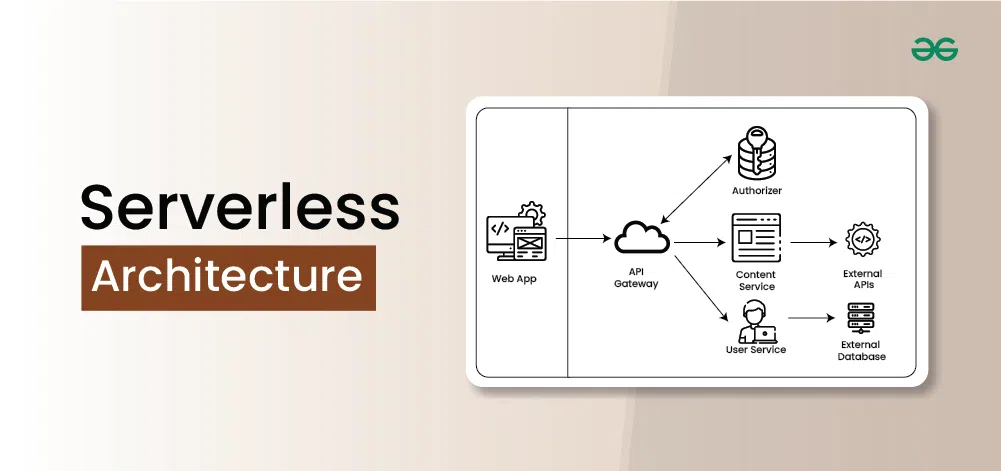 Serverless
Architecture
Web App
API
Gateway
Authorizer
Content
Service
User Service
External
APIs
External
Database